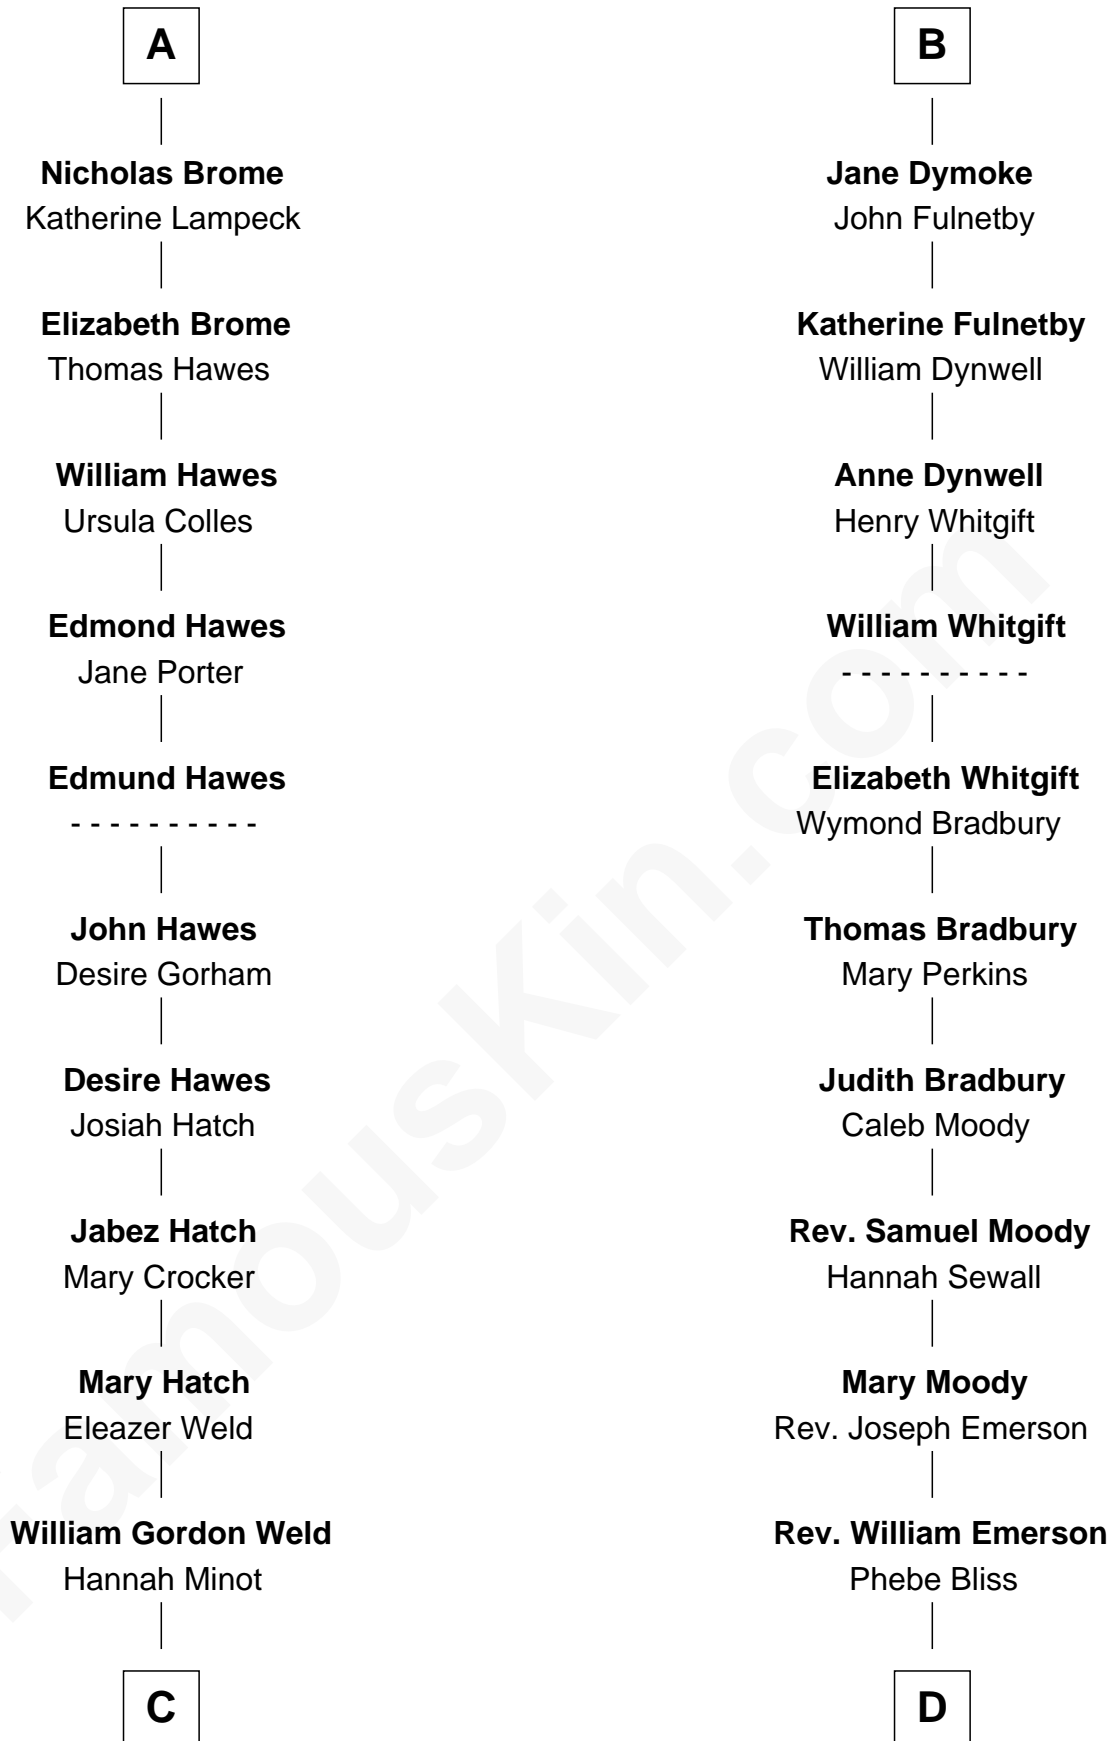 A
Nicholas Brome
Katherine Lampeck
Elizabeth Brome
Thomas Hawes
William Hawes
Ursula Colles
Edmond Hawes
Jane Porter
Edmund Hawes
- - - - - - - - - -
John Hawes
Desire Gorham
Desire Hawes
Josiah Hatch
Jabez Hatch
Mary Crocker
Mary Hatch
Eleazer Weld
William Gordon Weld
Hannah Minot
C
B
Jane Dymoke
John Fulnetby
Katherine Fulnetby
William Dynwell
Anne Dynwell
Henry Whitgift
William Whitgift
- - - - - - - - - -
Elizabeth Whitgift
Wymond Bradbury
Thomas Bradbury
Mary Perkins
Judith Bradbury
Caleb Moody
Rev. Samuel Moody
Hannah Sewall
Mary Moody
Rev. Joseph Emerson
Rev. William Emerson
Phebe Bliss
D
FamousKin.com